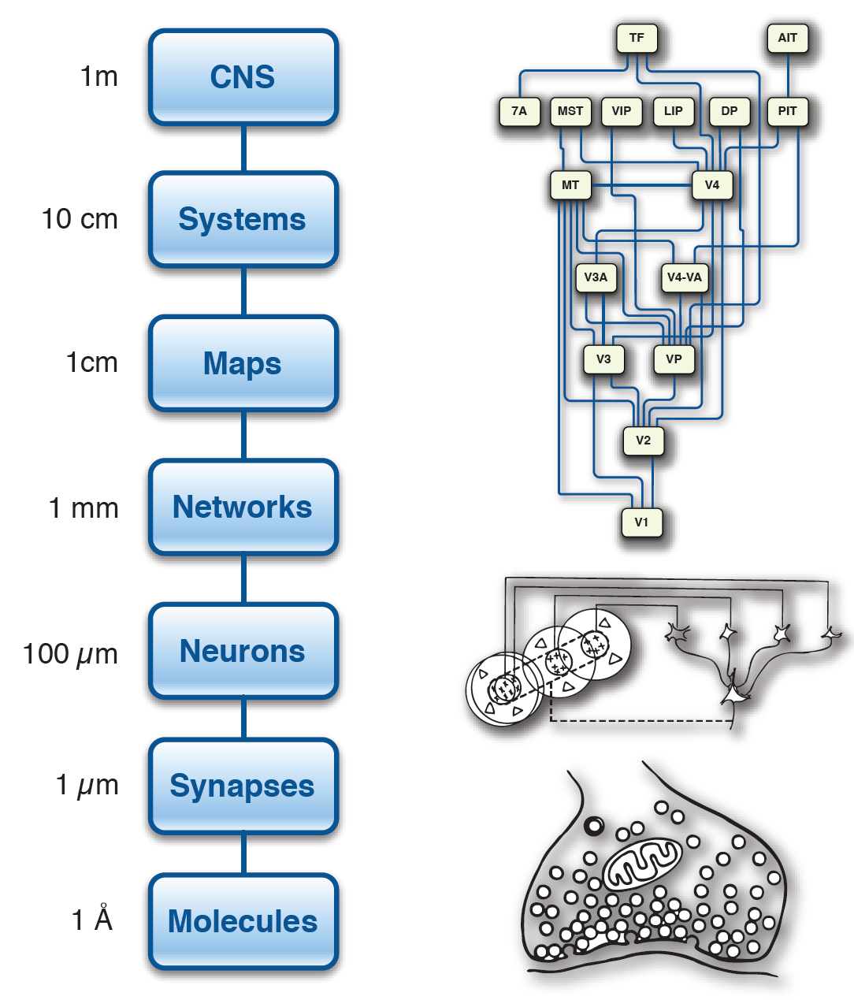 1m
CNS
10 cm
Systems
1cm
Maps
1 mm
Networks
100 µm
Neurons
1 µm
Synapses
1 Å
Molecules
TF
AIT
7A
MST
VIP
LIP
DP
PIT
MT
V4
V3A
V4-VA
V3
VP
V2
V1